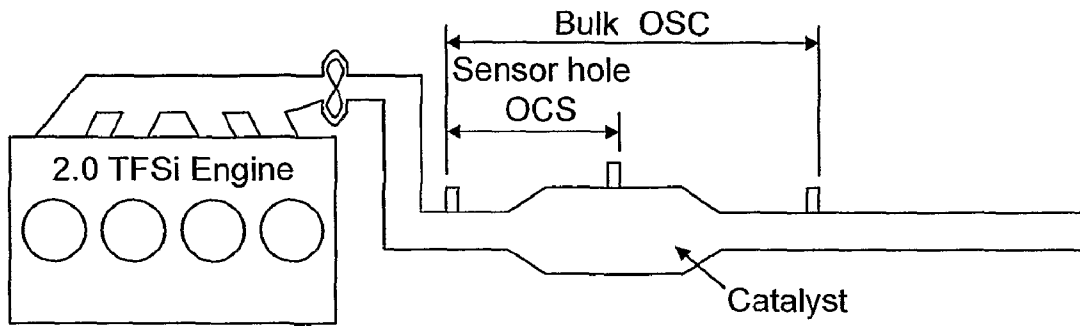 Bulk OSC
Sensor hole
OCS
2.0 TFSi Engine
Catalyst